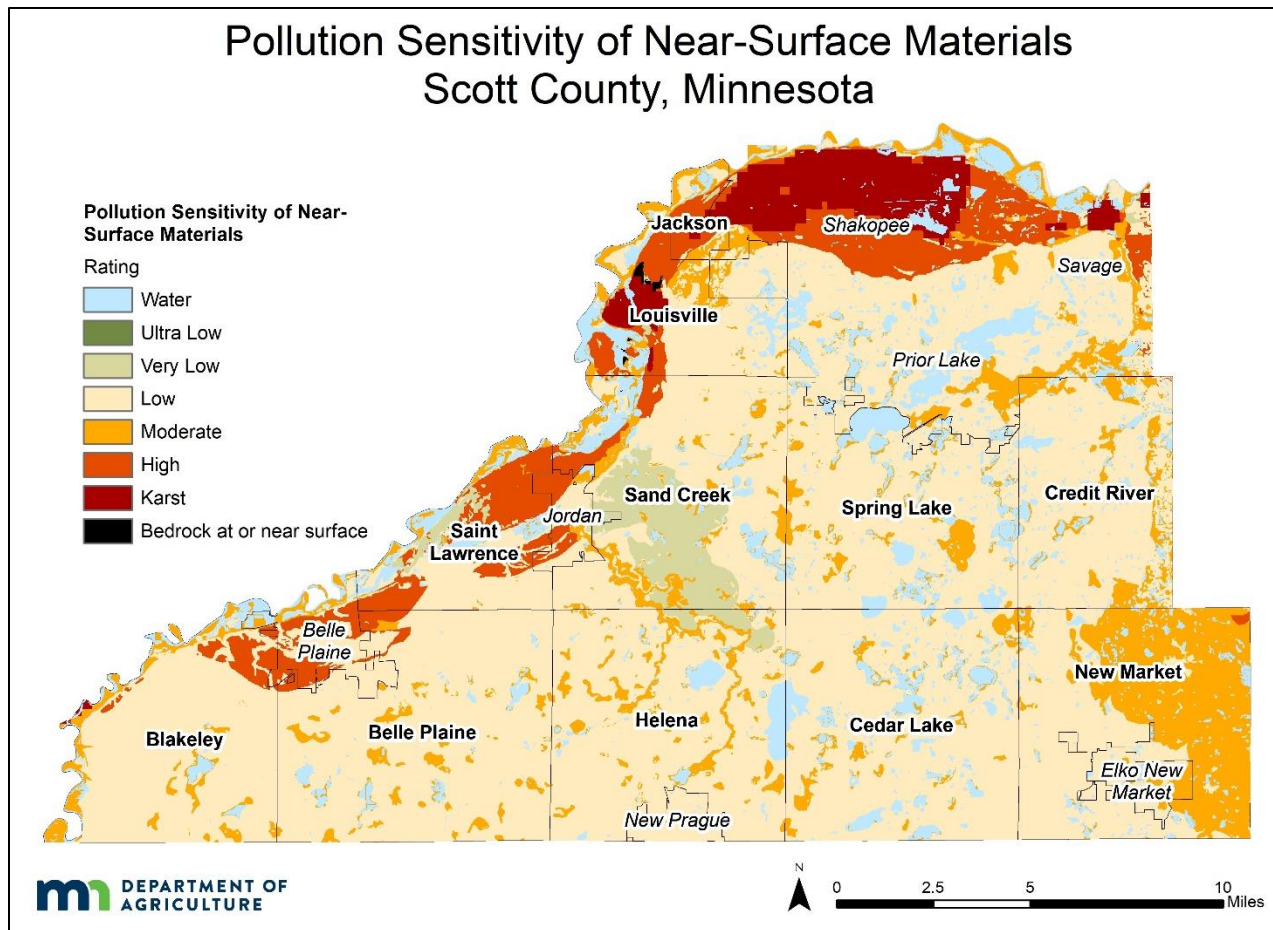 Pollution Sensitivity of Near-Surface Materials
Scott County, Minnesota
Pollution Sensitivity of Near-
Surface Materials
Rating
Water
Ultra Low
Very Low
Low
Moderate
High
Karst
Bedrock at or near surface
Jackson
Shakopee
Savage
Louisville
Prior Lake
Sand Creek
Spring Lake
Credit River
Jordan
Saint
Lawrence
Belle
Plaine
New Market
Blakeley
Belle Plaine
Helena
Cedar Lake
Elko New
Market
New Prague
mn DEPARTMENT OF
AGRICULTURE
N
0 2.5 5 10
Miles